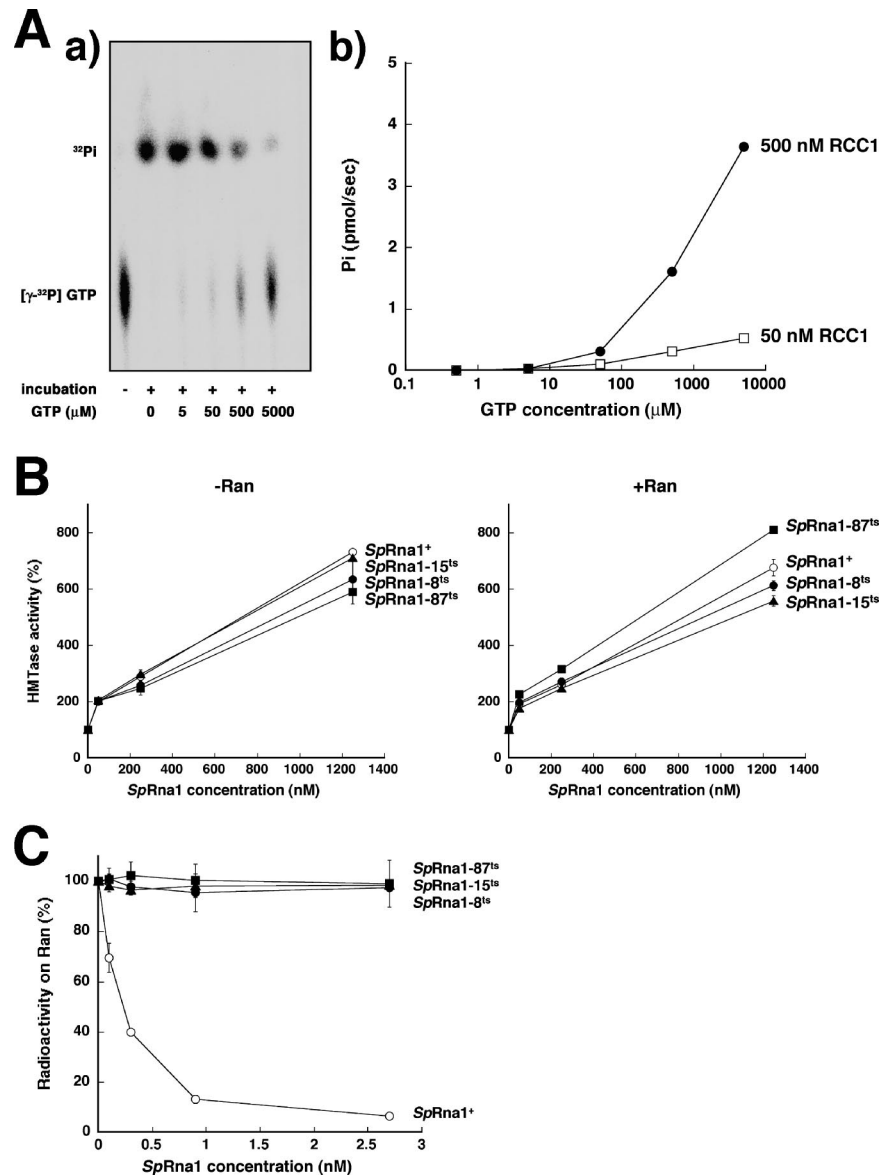 A
a)
³²Pi
[γ-³²P] GTP
incubation - + + + + +
GTP (μM) 0 5 50 500 5000
b)
Pi (pmol/sec)
5
4
3
2
1
0
0.1 1 10 100 1000 10000
GTP concentration (μM)
500 nM RCC1
50 nM RCC1
B
-Ran
HMTase activity (%)
800
600
400
200
0
0 200 400 600 800 1000 1200 1400
SpRna1 concentration (nM)
SpRna1⁺
SpRna1-15ᵗˢ
SpRna1-8ᵗˢ
SpRna1-87ᵗˢ
+Ran
800
600
400
200
0
0 200 400 600 800 1000 1200 1400
SpRna1 concentration (nM)
SpRna1-87ᵗˢ
SpRna1⁺
SpRna1-8ᵗˢ
SpRna1-15ᵗˢ
C
Radioactivity on Ran (%)
100
80
60
40
20
0
0 0.5 1 1.5 2 2.5 3
SpRna1 concentration (nM)
SpRna1-87ᵗˢ
SpRna1-15ᵗˢ
SpRna1-8ᵗˢ
SpRna1⁺